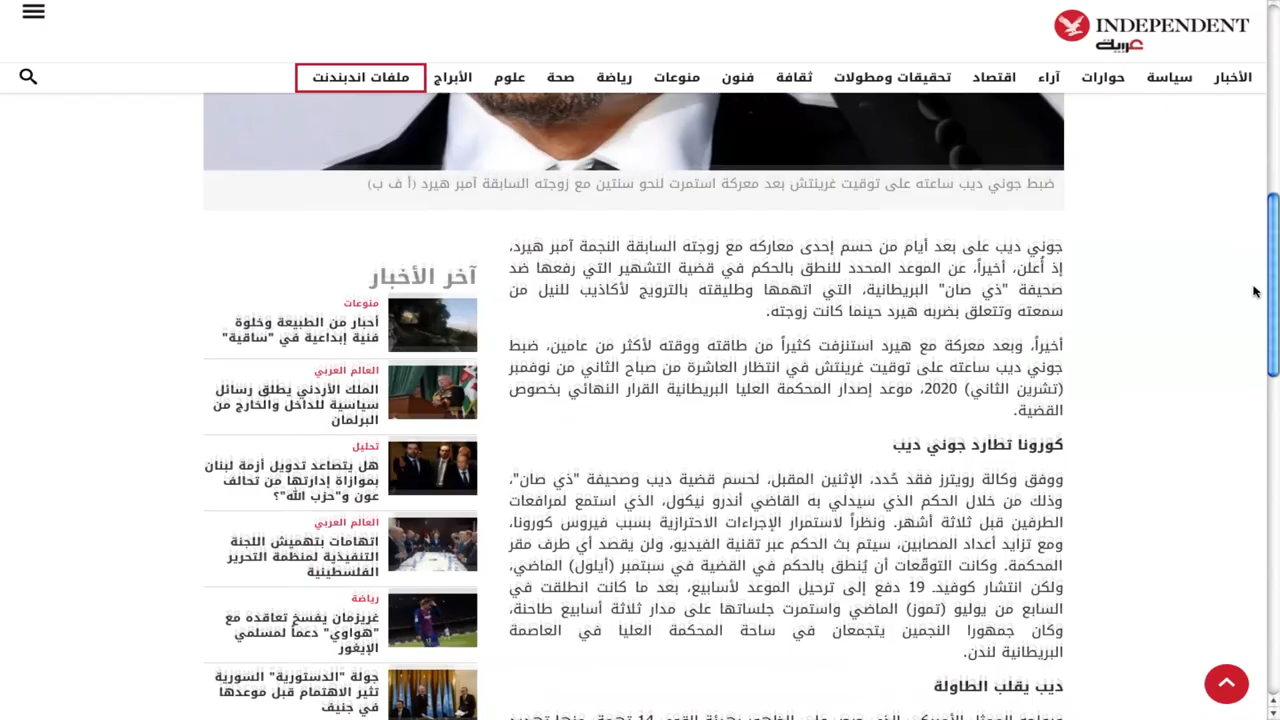 INDEPENDENT
عربية
الأخبار سياسة حوارات آراء اقتصاد تحقيقات ومطولات ثقافة فنون منوعات رياضة صحة علوم الأبراج ملفات اندبندنت
ضبط جوني ديب ساعته على توقيت غرينتش بعد معركة استمرت لنحو سنتين مع زوجته السابقة آمبر هيرد (أ ف ب)
جوني ديب على بعد أيام من حسم إحدى معاركه مع زوجته السابقة النجمة آمبر هيرد،
إذ أُعلن، أخيراً، عن الموعد المحدد للنطق بالحكم في قضية التشهير التي رفعها ضد
صحيفة "ذي صان" البريطانية، التي اتهمها وطليقته بالترويج لأكاذيب للنيل من
سمعته وتتعلق بضربه هيرد حينما كانت زوجته.
أخيراً، وبعد معركة مع هيرد استنزفت كثيراً من طاقته ووقته لأكثر من عامين، ضبط
جوني ديب ساعته على توقيت غرينتش في انتظار العاشرة من صباح الثاني من نوفمبر
(تشرين الثاني) 2020، موعد إصدار المحكمة العليا البريطانية القرار النهائي بخصوص
القضية.
كورونا تطارد جوني ديب
ووفق وكالة رويترز فقد حُدد، الإثنين المقبل، لحسم قضية ديب وصحيفة "ذي صان"،
وذلك من خلال الحكم الذي سيدلي به القاضي أندرو نيكول، الذي استمع لمرافعات
الطرفين قبل ثلاثة أشهر. ونظراً لاستمرار الإجراءات الاحترازية بسبب فيروس كورونا،
ومع تزايد أعداد المصابين، سيتم بث الحكم عبر تقنية الفيديو، ولن يقصد أي طرف مقر
المحكمة. وكانت التوقّعات أن يُنطق بالحكم في القضية في سبتمبر (أيلول) الماضي،
ولكن انتشار كوفيدـ 19 دفع إلى ترحيل الموعد لأسابيع، بعد ما كانت انطلقت في
السابع من يوليو (تموز) الماضي واستمرت جلساتها على مدار ثلاثة أسابيع طاحنة،
وكان جمهورا النجمين يتجمعان في ساحة المحكمة العليا في العاصمة
البريطانية لندن.
ديب يقلب الطاولة
آخر الأخبار
منوعات
أحبار من الطبيعة وخلوة
فنية إبداعية في "ساقية"
العالم العربي
الملك الأردني يطلق رسائل
سياسية للداخل والخارج من
البرلمان
تحليل
هل يتصاعد تدويل أزمة لبنان
بموازاة إدارتها من تحالف
عون و"حزب الله"؟
العالم العربي
اتهامات بتهميش اللجنة
التنفيذية لمنظمة التحرير
الفلسطينية
رياضة
غريزمان يفسخ تعاقده مع
"هواوي" دعماً لمسلمي
الإيغور
جولة "الدستورية" السورية
تثير الاهتمام قبل موعدها
في جنيف